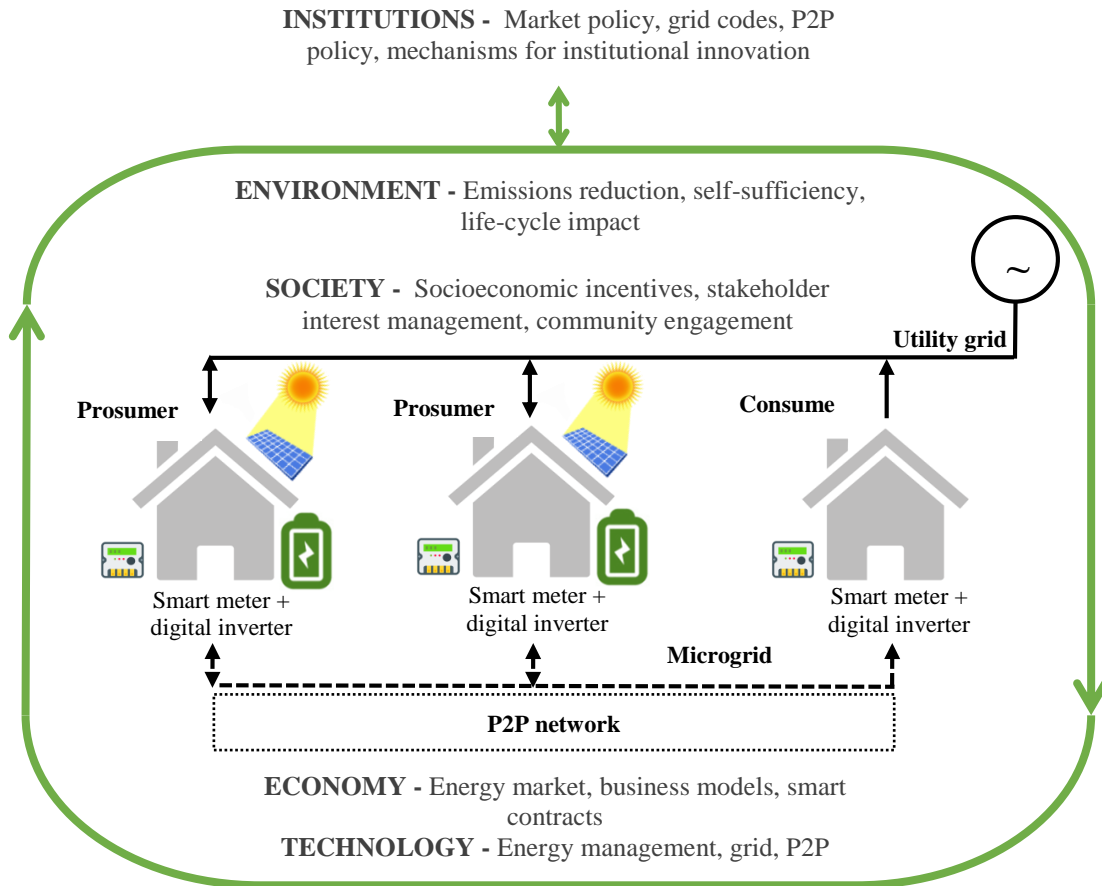 INSTITUTIONS - Market policy, grid codes, P2P
policy, mechanisms for institutional innovation
ENVIRONMENT - Emissions reduction, self-sufficiency,
life-cycle impact
~
SOCIETY - Socioeconomic incentives, stakeholder
interest management, community engagement
Utility grid
Prosumer
Prosumer
Consume
Smart meter +
digital inverter
Smart meter +
digital inverter
Smart meter +
digital inverter
Microgrid
P2P network
ECONOMY - Energy market, business models, smart
contracts
TECHNOLOGY - Energy management, grid, P2P